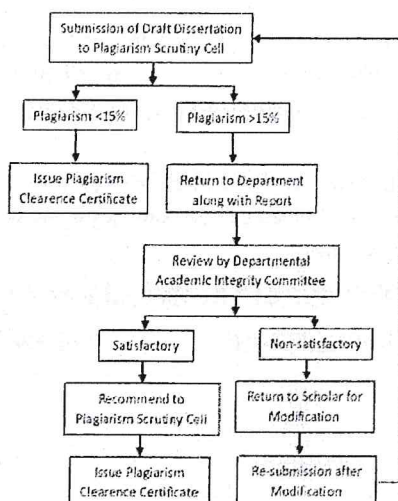 Submission of Draft Dissertation
to Plagiarism Scrutiny Cell
Plagiarism <15%
Plagiarism >15%
Issue Plagiarism
Clearence Certificate
Return to Department
along with Report
Review by Departmental
Academic Integrity Committee
Satisfactory
Non-satisfactory
Recommend to
Plagiarism Scrutiny Cell
Return to Scholar for
Modification
Issue Plagiarism
Clearence Certificate
Re-submission after
Modification